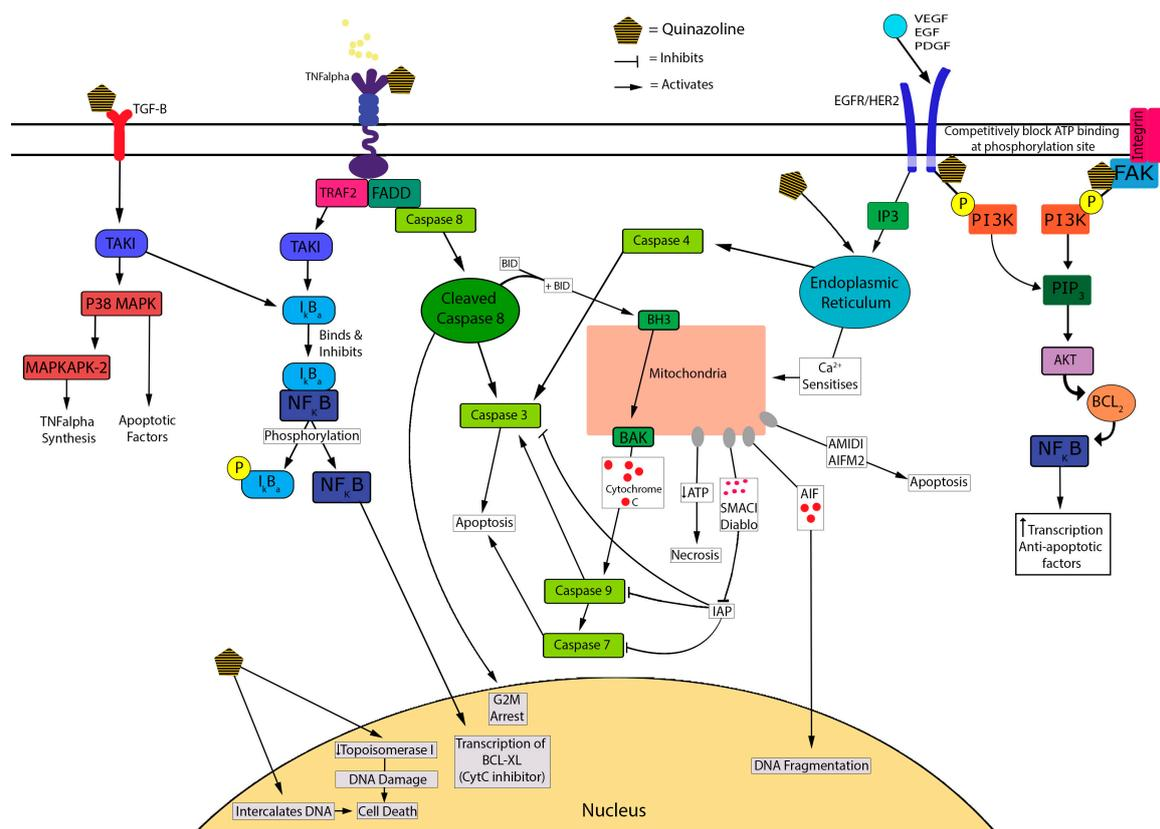 = Quinazoline
= Inhibits
= Activates
VEGF
EGF
PDGF
TNFalpha
TGF-B
EGFR/HER2
Competitively block ATP binding
at phosphorylation site
Integrin
FAK
TRAF2
FADD
Caspase 8
TAKI
TAKI
P38 MAPK
MAPKAPK-2
TNFalpha
Synthesis
Apoptotic
Factors
IkBa
Binds &
Inhibits
IkBa
NFKB
Phosphorylation
P
IkBa
NFKB
Cleaved
Caspase 8
BID
+ BID
Caspase 4
Caspase 3
Apoptosis
BH3
Mitochondria
BAK
Cytochrome
C
↓ATP
Necrosis
SMACI
Diablo
AIF
AMIDI
AIFM2
Apoptosis
Caspase 9
Caspase 7
IAP
IP3
Endoplasmic
Reticulum
Ca2+
Sensitises
P
PI3K
P
PI3K
PIP3
AKT
BCL2
NFKB
↑Transcription
Anti-apoptotic
factors
G2M
Arrest
Transcription of
BCL-XL
(CytC inhibitor)
↓Topoisomerase I
DNA Damage
Intercalates DNA
Cell Death
DNA Fragmentation
Nucleus